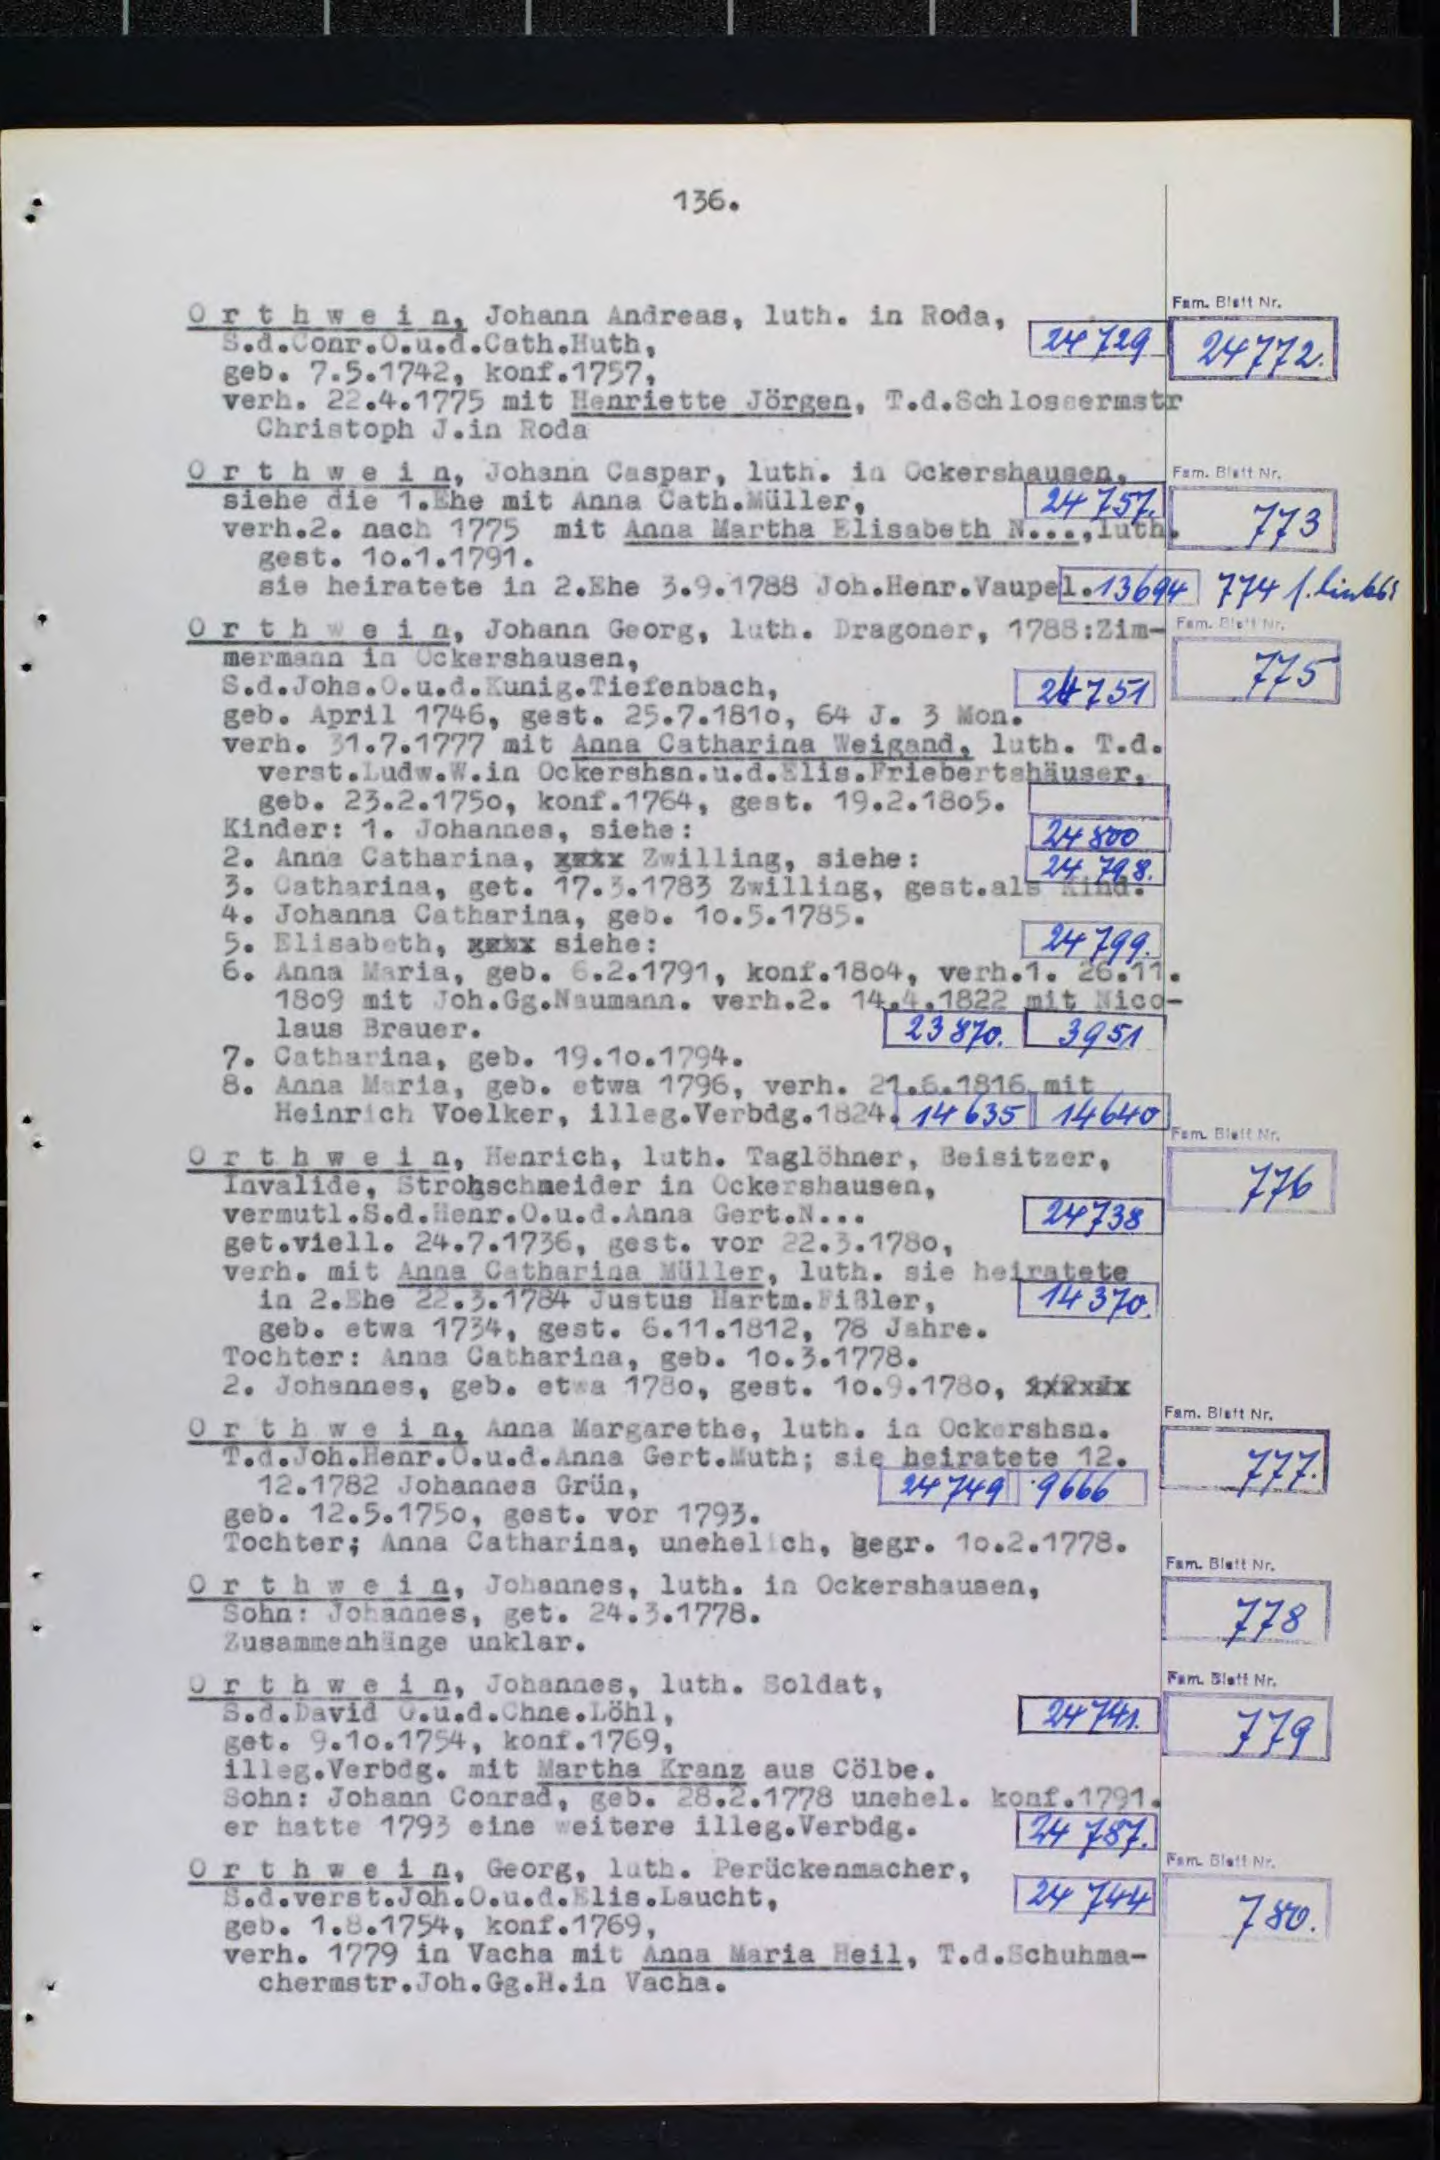 136.
Fam. Blatt Nr.
O r t h w e i n, Johann Andreas, luth. in Roda,
S.d.Conr.O.u.d.Cath.Muth, 24729 24772.
geb. 7.5.1742, konf.1757,
verh. 22.4.1775 mit Henriette Jörgen, T.d.Schlossermstr
Christoph J.in Roda
O r t h w e i n, Johann Caspar, luth. in Ockershausen, Fam. Blatt Nr.
siehe die 1.Ehe mit Anna Cath.Müller, 24757. 773
verh.2. nach 1775 mit Anna Martha Elisabeth N...,luth.
gest. 1o.1.1791.
sie heiratete in 2.Ehe 3.9.1788 Joh.Henr.Vaupel. 13694 774
O r t h w e i n, Johann Georg, luth. Dragoner, 1788:Zim- Fam. Blatt Nr.
mermann in Ockershausen, 775
S.d.Johs.O.u.d.Kunig.Tiefenbach, 24751
geb. April 1746, gest. 25.7.181o, 64 J. 3 Mon.
verh. 31.7.1777 mit Anna Catharina Weigand, luth. T.d.
verst.Ludw.W.in Ockershsn.u.d.Elis.Friebertshäuser,
geb. 23.2.175o, konf.1764, gest. 19.2.18o5.
Kinder: 1. Johannes, siehe: 24800
2. Anna Catharina, xxxx Zwilling, siehe: 24798.
3. Catharina, get. 17.3.1783 Zwilling, gest.als Kind.
4. Johanna Catharina, geb. 1o.5.1785.
5. Elisabeth, xxxx siehe: 24799.
6. Anna Maria, geb. 6.2.1791, konf.18o4, verh.1. 26.11.
18o9 mit Joh.Gg.Naumann. verh.2. 14.4.1822 mit Nico-
laus Brauer. 23870. 3951
7. Catharina, geb. 19.1o.1794.
8. Anna Maria, geb. etwa 1796, verh. 21.6.1816 mit
Heinrich Voelker, illeg.Verbdg.1824. 14635 14640
Fam. Blatt Nr.
O r t h w e i n, Henrich, luth. Taglöhner, Beisitzer,
Invalide, Strohschneider in Ockershausen, 776
vermutl.S.d.Henr.O.u.d.Anna Gert.N... 24738
get.viell. 24.7.1736, gest. vor 22.3.178o,
verh. mit Anna Catharina Müller, luth. sie heiratete
in 2.Ehe 22.3.1784 Justus Hartm.Fißler, 14370.
geb. etwa 1734, gest. 6.11.1812, 78 Jahre.
Tochter: Anna Catharina, geb. 1o.3.1778.
2. Johannes, geb. etwa 178o, gest. 1o.9.178o,
Fam. Blatt Nr.
O r t h w e i n, Anna Margarethe, luth. in Ockershsn.
T.d.Joh.Henr.O.u.d.Anna Gert.Muth; sie heiratete 12. 777.
12.1782 Johannes Grün, 24749 9666
geb. 12.5.175o, gest. vor 1793.
Tochter; Anna Catharina, unehelich, begr. 1o.2.1778.
Fam. Blatt Nr.
O r t h w e i n, Johannes, luth. in Ockershausen,
Sohn: Johannes, get. 24.3.1778. 778
Zusammenhänge unklar.
Fam. Blatt Nr.
O r t h w e i n, Johannes, luth. Soldat,
S.d.David O.u.d.Chne.Löhl, 24741. 779
get. 9.1o.1754, konf.1769,
illeg.Verbdg. mit Martha Kranz aus Cölbe.
Sohn: Johann Conrad, geb. 28.2.1778 unehel. konf.1791.
er hatte 1793 eine weitere illeg.Verbdg. 24787.
Fam. Blatt Nr.
O r t h w e i n, Georg, luth. Perückenmacher,
S.d.verst.Joh.O.u.d.Elis.Laucht, 24744 780.
geb. 1.8.1754, konf.1769,
verh. 1779 in Vacha mit Anna Maria Heil, T.d.Schuhma-
chermstr.Joh.Gg.H.in Vacha.